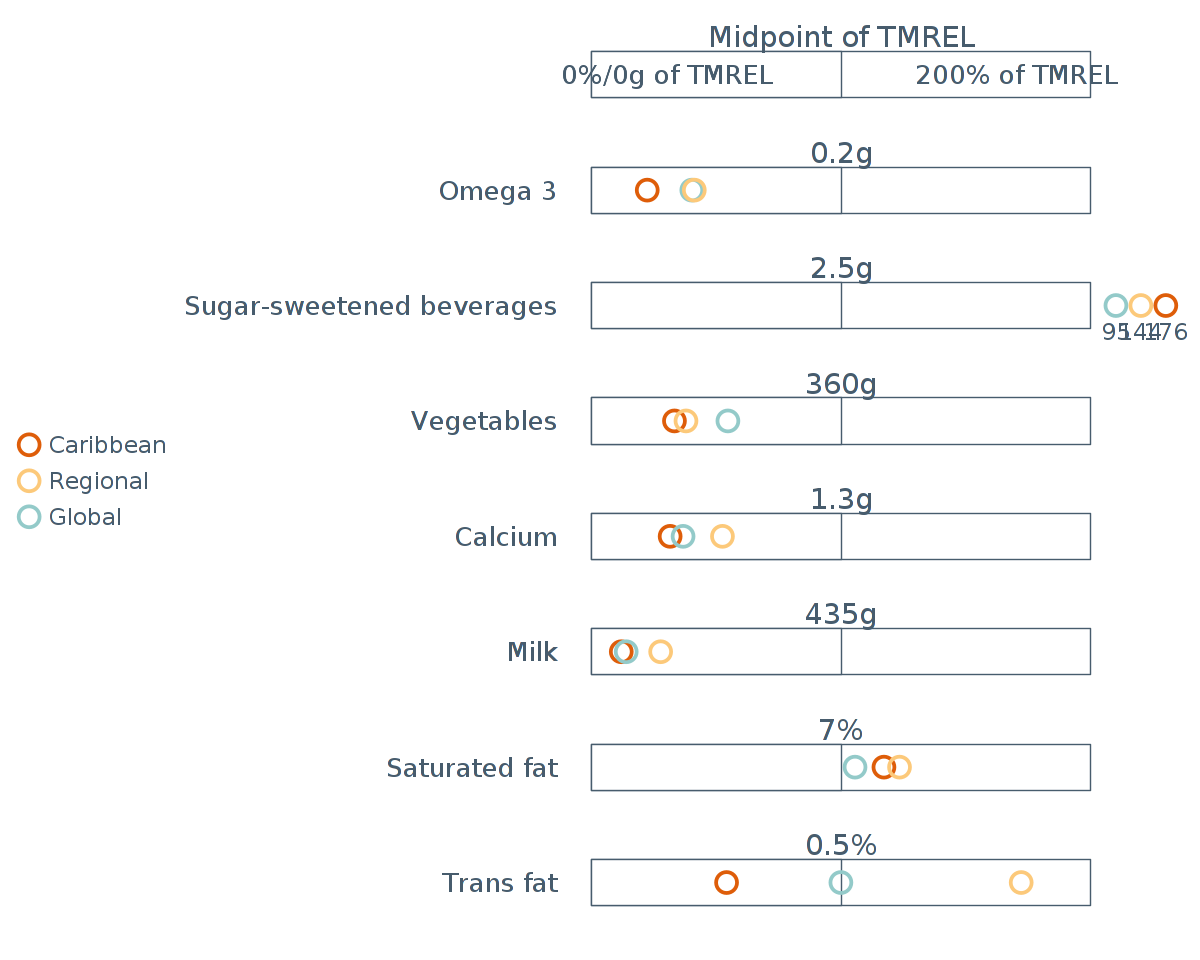 Midpoint of TMREL
0%/0g of TMREL
200% of TMREL
0.2g
Omega 3
2.5g
Sugar-sweetened beverages
95
144
176
360g
Vegetables
Caribbean
Regional
Global
1.3g
Calcium
435g
Milk
7%
Saturated fat
0.5%
Trans fat